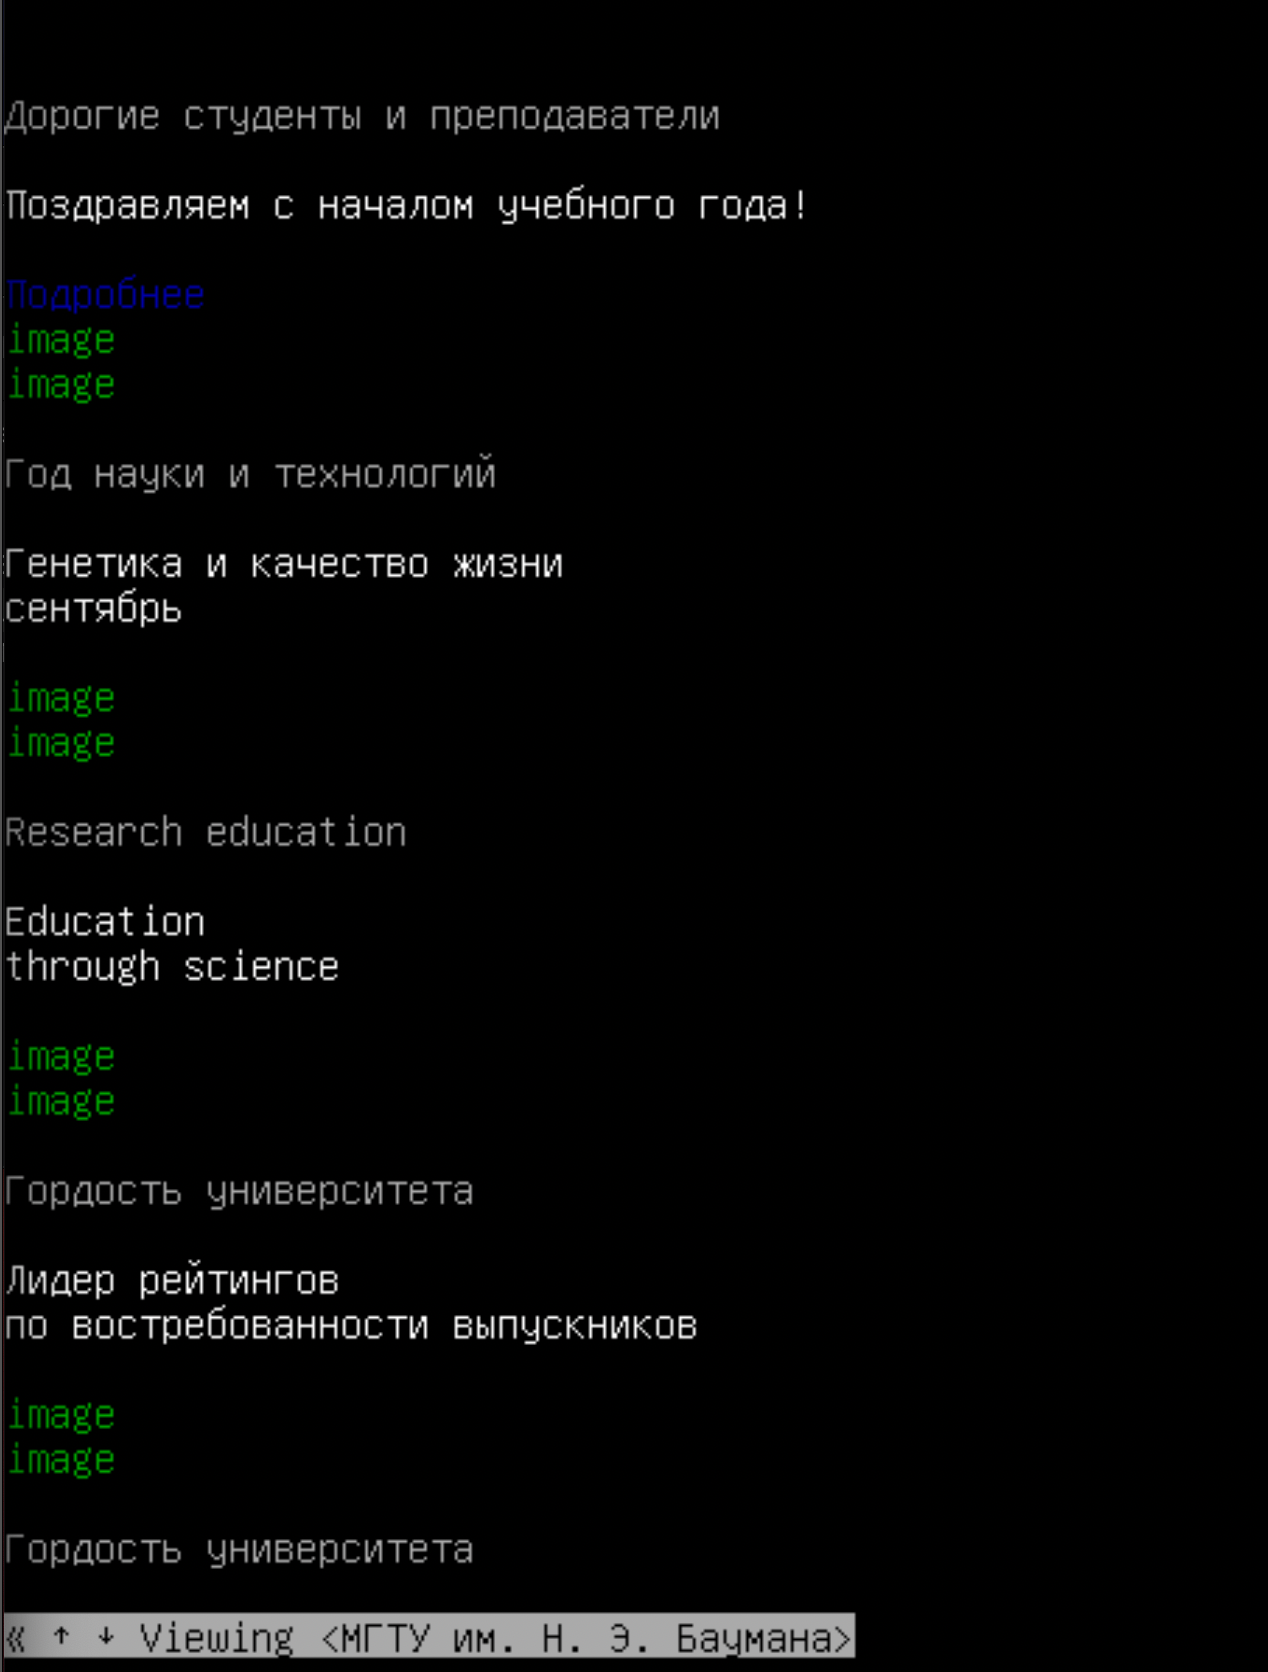 Дорогие студенты и преподаватели
Поздравляем с началом учебного года!
Подробнее
image
image
Год науки и технологий
Генетика и качество жизни
сентябрь
image
image
Research education
Education
through science
image
image
Гордость университета
Лидер рейтингов
по востребованности выпускников
image
image
Гордость университета
« ↑ ↓ Viewing <МГТУ им. Н. Э. Баумана>